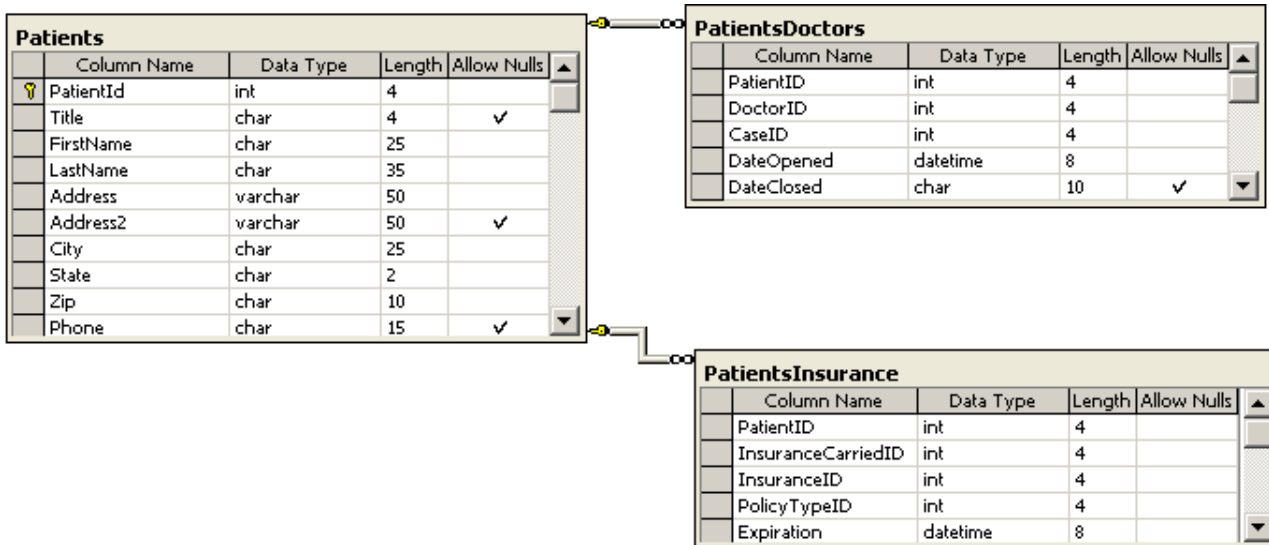 Patients
Column Name Data Type Length Allow Nulls
PatientId int 4
Title char 4 ✓
FirstName char 25
LastName char 35
Address varchar 50
Address2 varchar 50 ✓
City char 25
State char 2
Zip char 10
Phone char 15 ✓
PatientsDoctors
Column Name Data Type Length Allow Nulls
PatientID int 4
DoctorID int 4
CaseID int 4
DateOpened datetime 8
DateClosed char 10 ✓
PatientsInsurance
Column Name Data Type Length Allow Nulls
PatientID int 4
InsuranceCarriedID int 4
InsuranceID int 4
PolicyTypeID int 4
Expiration datetime 8